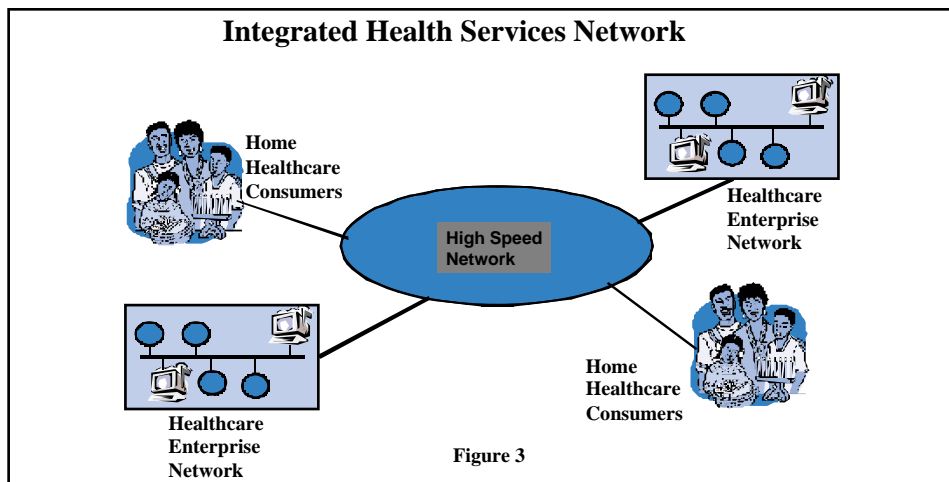 Integrated Health Services Network
Home
Healthcare
Consumers
Healthcare
Enterprise
Network
High Speed
Network
Home
Healthcare
Consumers
Healthcare
Enterprise
Network
Figure 3